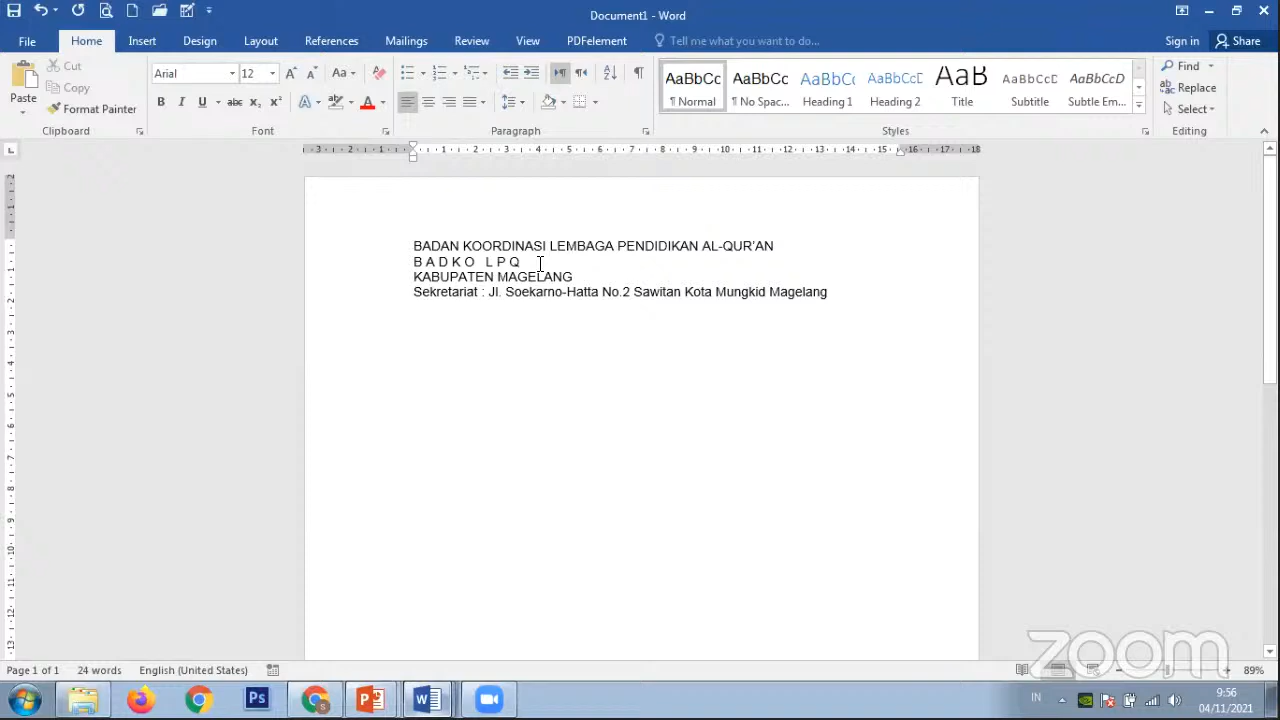 Document1 - Word
File Home Insert Design Layout References Mailings Review View PDFelement Tell me what you want to do... Sign in Share
Paste
Cut
Copy
Format Painter
Clipboard
Arial 12
Font
Paragraph
AaBbCc AaBbCc AaBbC AaBbCcD AaB AaBbCcD AaBbCcD
¶ Normal ¶ No Spac... Heading 1 Heading 2 Title Subtitle Subtle Em...
Styles
Find
Replace
Select
Editing
BADAN KOORDINASI LEMBAGA PENDIDIKAN AL-QUR'AN
B A D K O L P Q
KABUPATEN MAGELANG
Sekretariat : Jl. Soekarno-Hatta No.2 Sawitan Kota Mungkid Magelang
zoom
Page 1 of 1 24 words English (United States) 89%
Ps
IN
9:56
04/11/2021